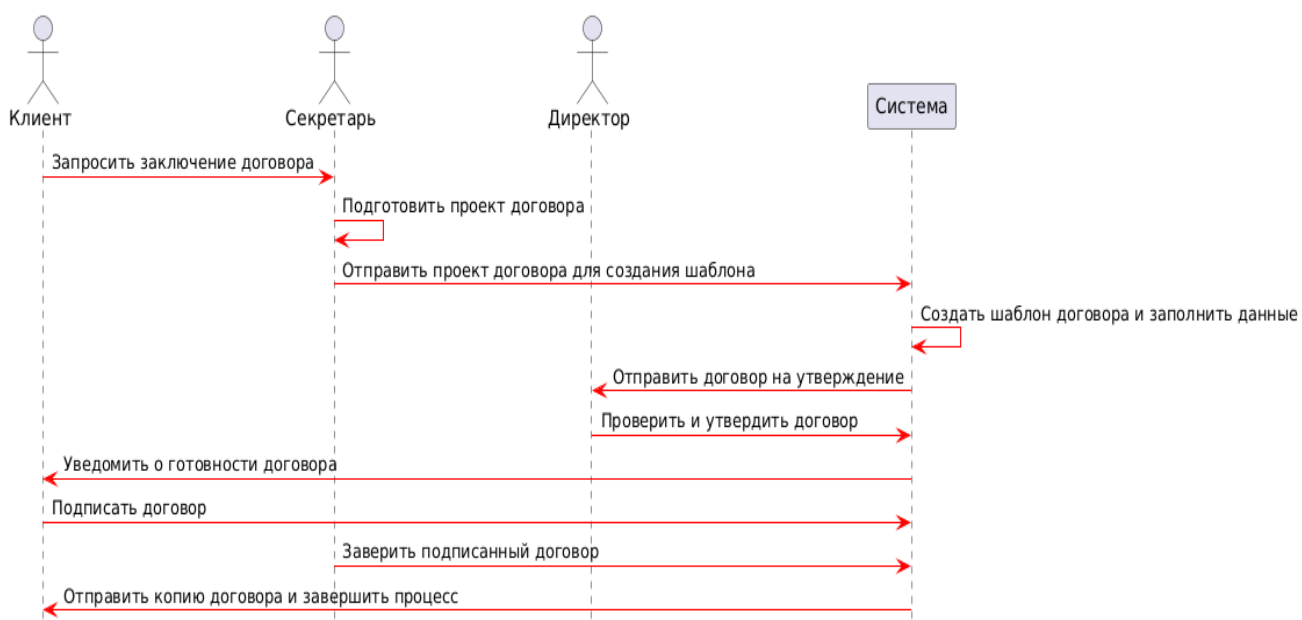 Клиент
Секретарь
Директор
Система
Запросить заключение договора
Подготовить проект договора
Отправить проект договора для создания шаблона
Создать шаблон договора и заполнить данные
Отправить договор на утверждение
Проверить и утвердить договор
Уведомить о готовности договора
Подписать договор
Заверить подписанный договор
Отправить копию договора и завершить процесс